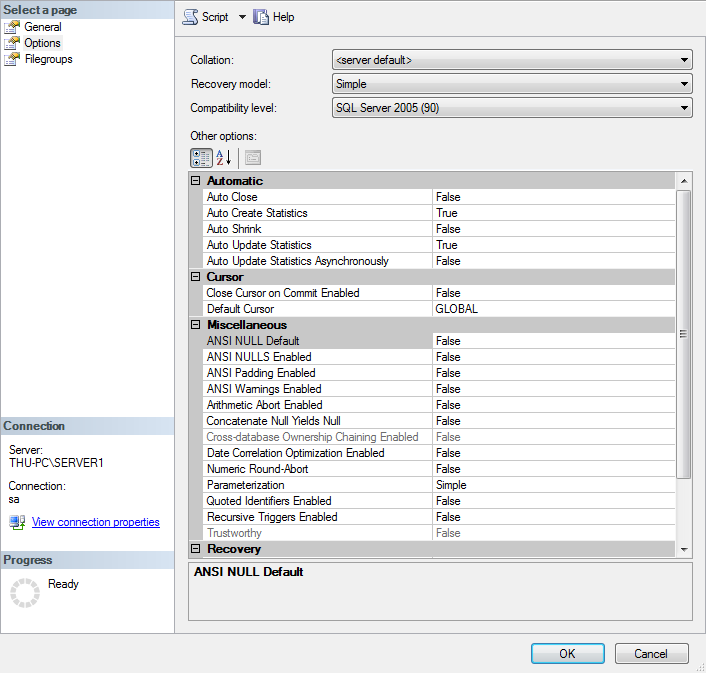 Select a page
General
Options
Filegroups
Script Help
Collation: <server default>
Recovery model: Simple
Compatibility level: SQL Server 2005 (90)
Other options:
Automatic
Auto Close False
Auto Create Statistics True
Auto Shrink False
Auto Update Statistics True
Auto Update Statistics Asynchronously False
Cursor
Close Cursor on Commit Enabled False
Default Cursor GLOBAL
Miscellaneous
ANSI NULL Default False
ANSI NULLS Enabled False
ANSI Padding Enabled False
ANSI Warnings Enabled False
Arithmetic Abort Enabled False
Concatenate Null Yields Null False
Cross-database Ownership Chaining Enabled False
Date Correlation Optimization Enabled False
Numeric Round-Abort False
Parameterization Simple
Quoted Identifiers Enabled False
Recursive Triggers Enabled False
Trustworthy False
Recovery
ANSI NULL Default
Connection
Server:
THU-PC\SERVER1
Connection:
sa
View connection properties
Progress
Ready
OK Cancel